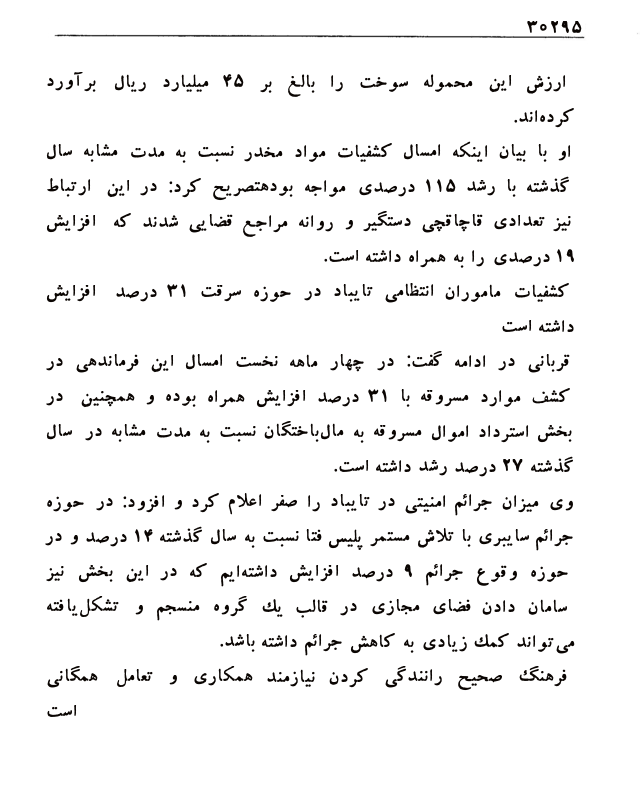 ۳۰۲۹۵
ارزش این محموله سوخت را بالغ بر ۴۵ میلیارد ریال برآورد
کرده‌اند.
او با بیان اینکه امسال کشفیات مواد مخدر نسبت به مدت مشابه سال
گذشته با رشد ۱۱۵ درصدی مواجه بودهتصریح کرد: در این ارتباط
نیز تعدادی قاچاقچی دستگیر و روانه مراجع قضایی شدند که افزایش
۱۹ درصدی را به همراه داشته است.
کشفیات ماموران انتظامی تایباد در حوزه سرقت ۳۱ درصد افزایش
داشته است
قربانی در ادامه گفت: در چهار ماهه نخست امسال این فرماندهی در
کشف موارد مسروقه با ۳۱ درصد افزایش همراه بوده و همچنین در
بخش استرداد اموال مسروقه به مال‌باختگان نسبت به مدت مشابه در سال
گذشته ۲۷ درصد رشد داشته است.
وی میزان جرائم امنیتی در تایباد را صفر اعلام کرد و افزود: در حوزه
جرائم سایبری با تلاش مستمر پلیس فتا نسبت به سال گذشته ۱۴ درصد و در
حوزه وقوع جرائم ۹ درصد افزایش داشته‌ایم که در این بخش نیز
سامان دادن فضای مجازی در قالب یك گروه منسجم و تشکل‌یافته
می‌تواند کمك زیادی به کاهش جرائم داشته باشد.
فرهنگ صحیح رانندگی کردن نیازمند همکاری و تعامل همگانی
است